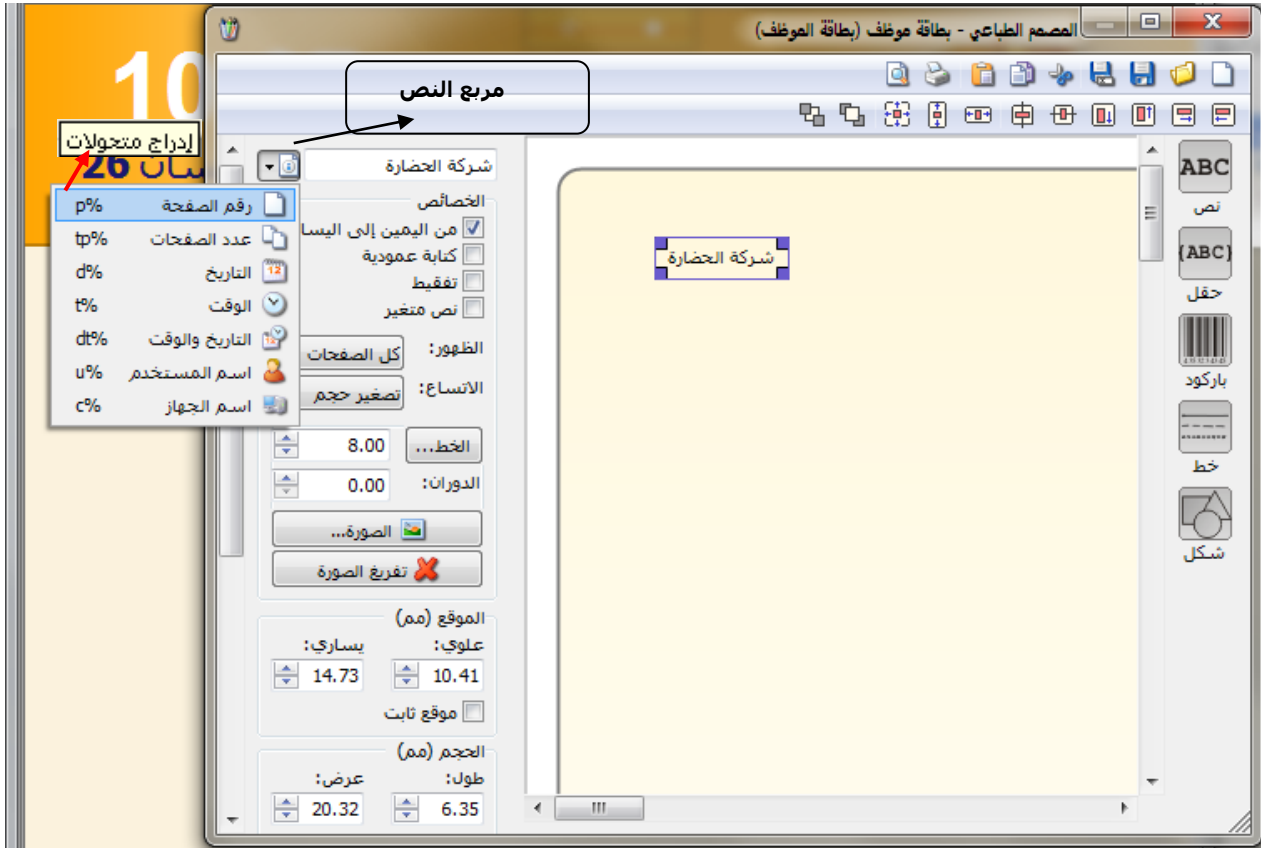 المصمم الطباعي - بطاقة موظف (بطاقة الموظف)
10
مربع النص
إدراج متحولات
26
شركة الحضارة
رقم الصفحة %p
عدد الصفحات %tp
التاريخ %d
الوقت %t
التاريخ والوقت %dt
اسم المستخدم %u
اسم الجهاز %c
الخصائص
من اليمين إلى اليسا
كتابة عمودية
تفقيط
نص متغير
الظهور: كل الصفحات
الاتساع: تصغير حجم
الخط... 8.00
الدوران: 0.00
الصورة...
تفريغ الصورة
الموقع (مم)
علوي: يساري:
10.41 14.73
موقع ثابت
الحجم (مم)
طول: عرض:
6.35 20.32
شركة الحضارة
ABC
نص
{ABC}
حقل
باركود
خط
شكل